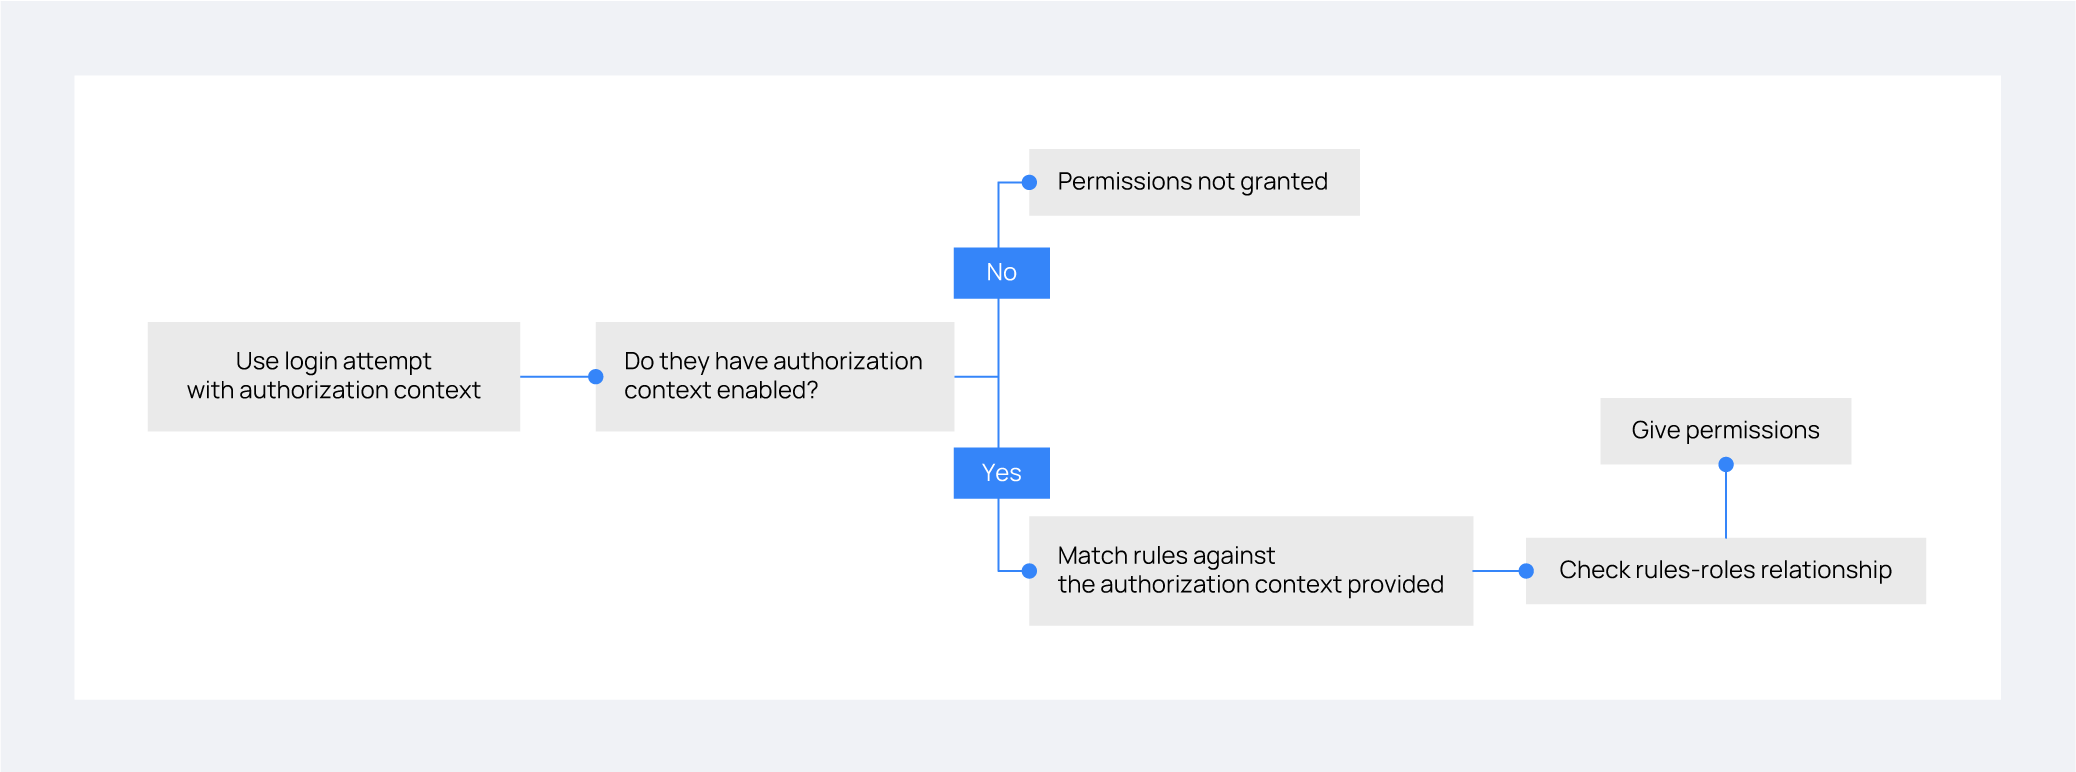 Use login attempt
with authorization context
Do they have authorization
context enabled?
No
Permissions not granted
Yes
Match rules against
the authorization context provided
Check rules-roles relationship
Give permissions